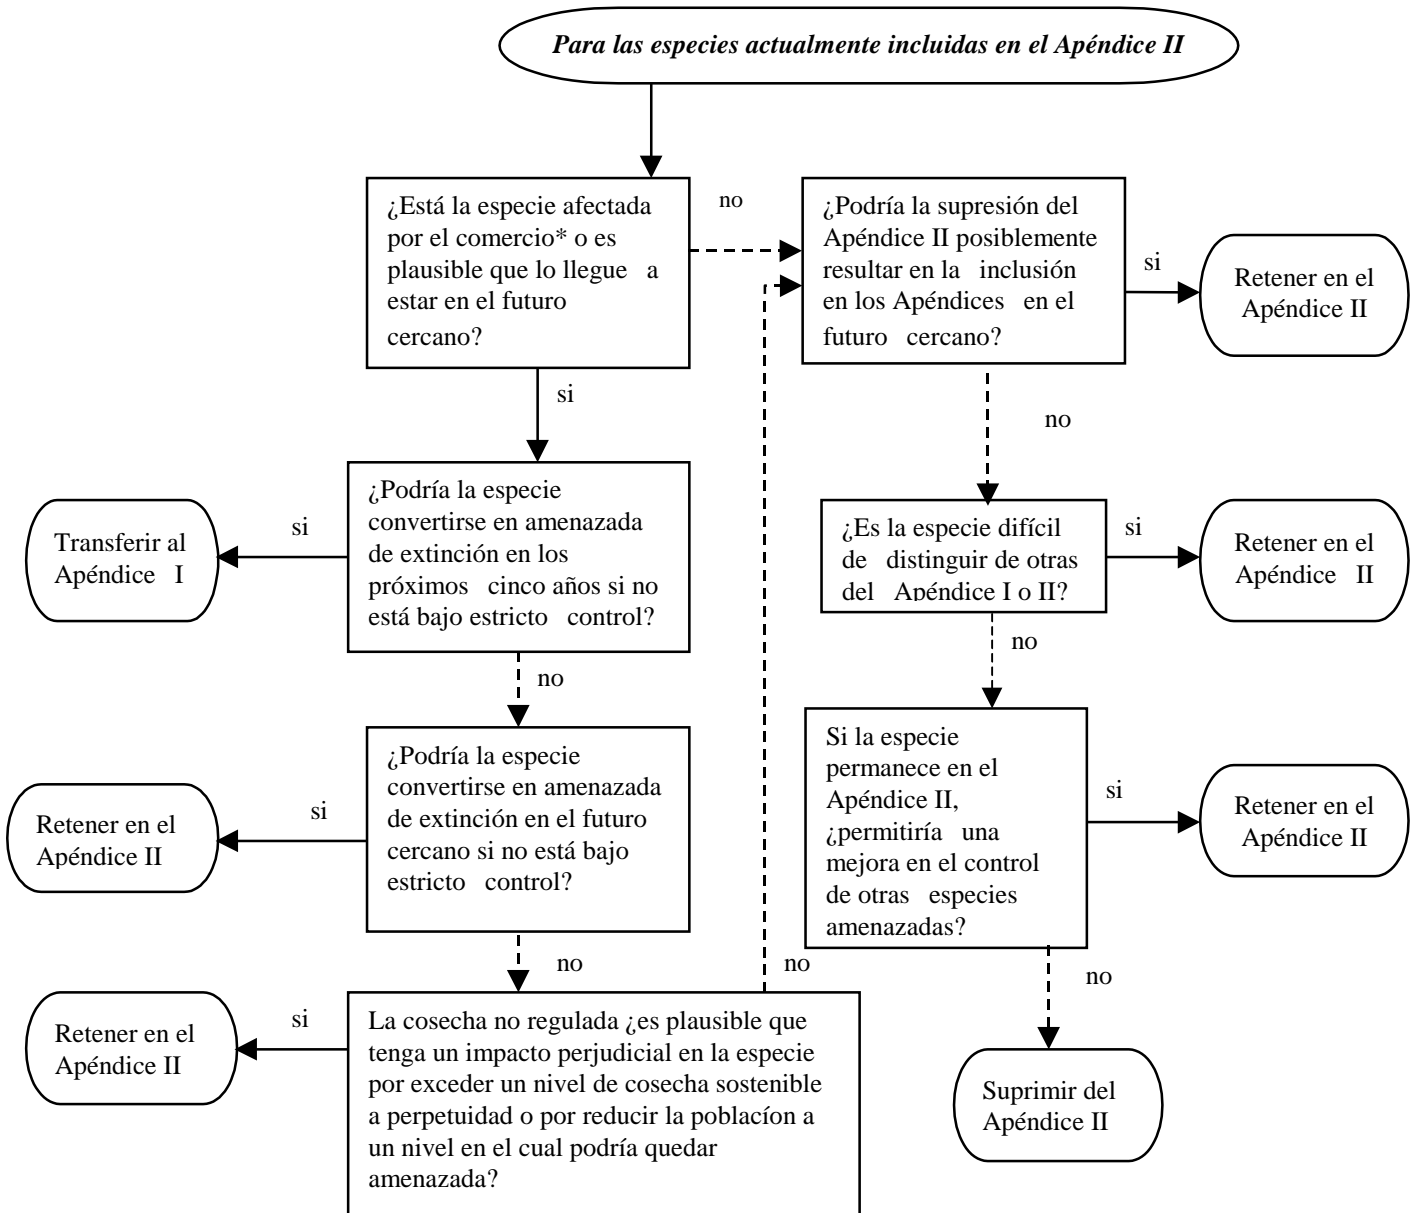 Para las especies actualmente incluidas en el Apéndice II
¿Está la especie afectada
por el comercio* o es
plausible que lo llegue a
estar en el futuro
cercano?
no
¿Podría la supresión del
Apéndice II posiblemente
resultar en la inclusión
en los Apéndices en el
futuro cercano?
si
Retener en el
Apéndice II
si
no
¿Podría la especie
convertirse en amenazada
de extinción en los
próximos cinco años si no
está bajo estricto control?
si
Transferir al
Apéndice I
¿Es la especie difícil
de distinguir de otras
del Apéndice I o II?
si
Retener en el
Apéndice II
no
no
¿Podría la especie
convertirse en amenazada
de extinción en el futuro
cercano si no está bajo
estricto control?
si
Retener en el
Apéndice II
Si la especie
permanece en el
Apéndice II,
¿permitiría una
mejora en el control
de otras especies
amenazadas?
si
Retener en el
Apéndice II
no
no
no
La cosecha no regulada ¿es plausible que
tenga un impacto perjudicial en la especie
por exceder un nivel de cosecha sostenible
a perpetuidad o por reducir la poblacíon a
un nivel en el cual podría quedar
amenazada?
si
Retener en el
Apéndice II
Suprimir del
Apéndice II